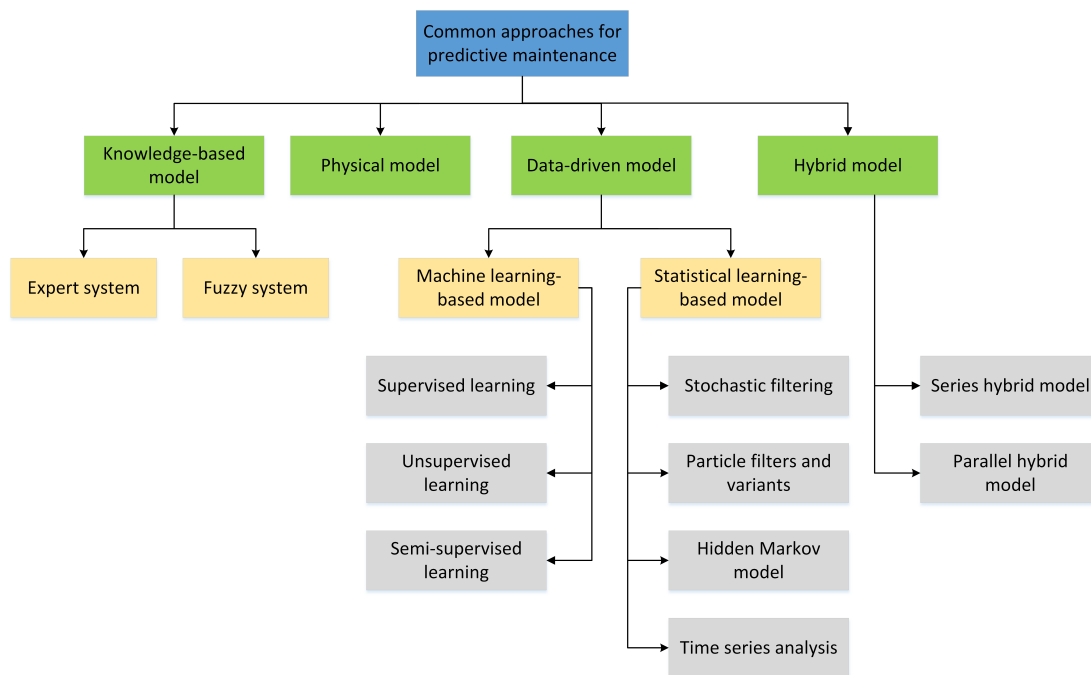 Common approaches for
predictive maintenance
Knowledge-based
model
Physical model
Data-driven model
Hybrid model
Expert system
Fuzzy system
Machine learning-
based model
Statistical learning-
based model
Supervised learning
Stochastic filtering
Series hybrid model
Unsupervised
learning
Particle filters and
variants
Parallel hybrid
model
Semi-supervised
learning
Hidden Markov
model
Time series analysis